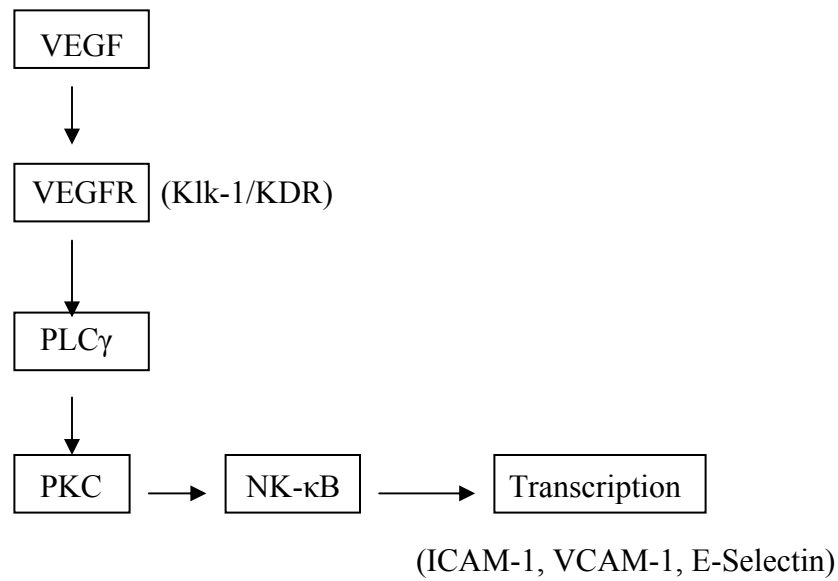 VEGF
VEGFR (Klk-1/KDR)
PLCγ
PKC NK-κB Transcription
(ICAM-1, VCAM-1, E-Selectin)